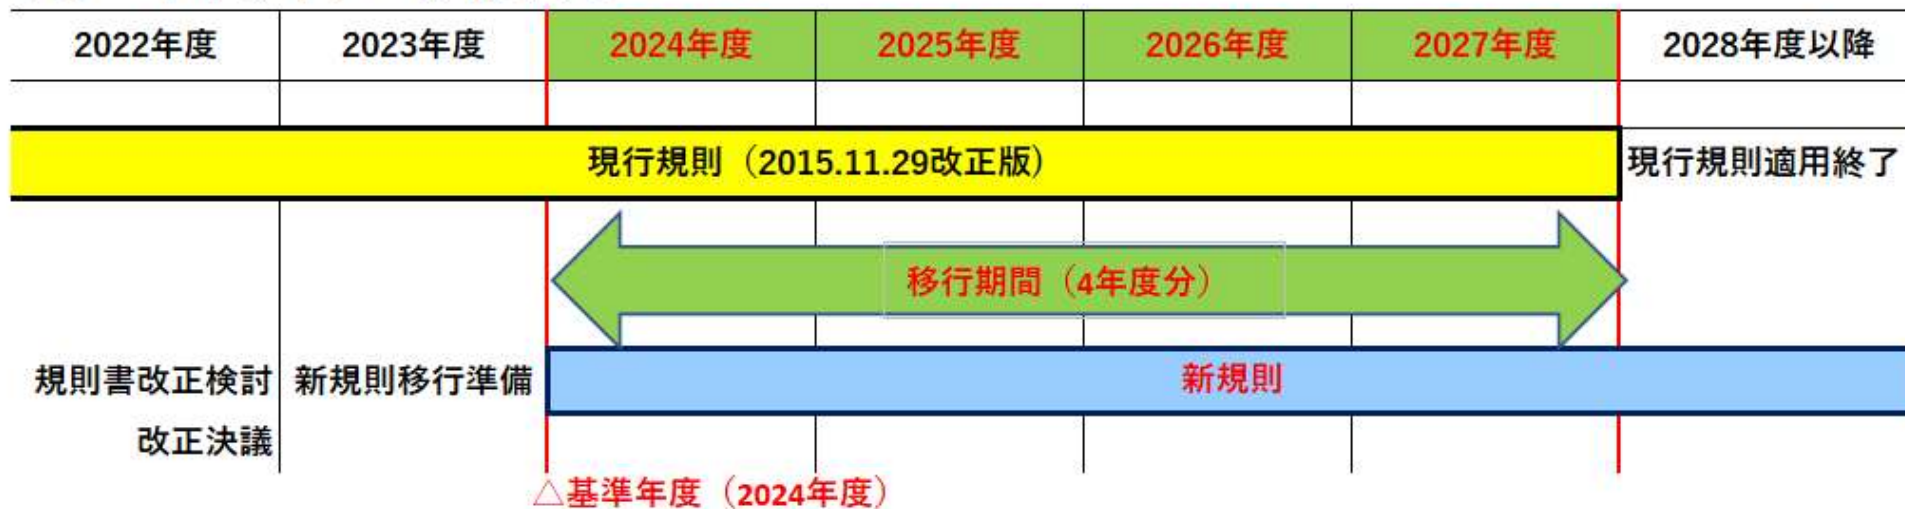 2022年度 2023年度 2024年度 2025年度 2026年度 2027年度 2028年度以降
現行規則（2015.11.29改正版） 現行規則適用終了
移行期間（4年度分）
規則書改正検討 新規則移行準備 新規則
改正決議
△基準年度（2024年度）